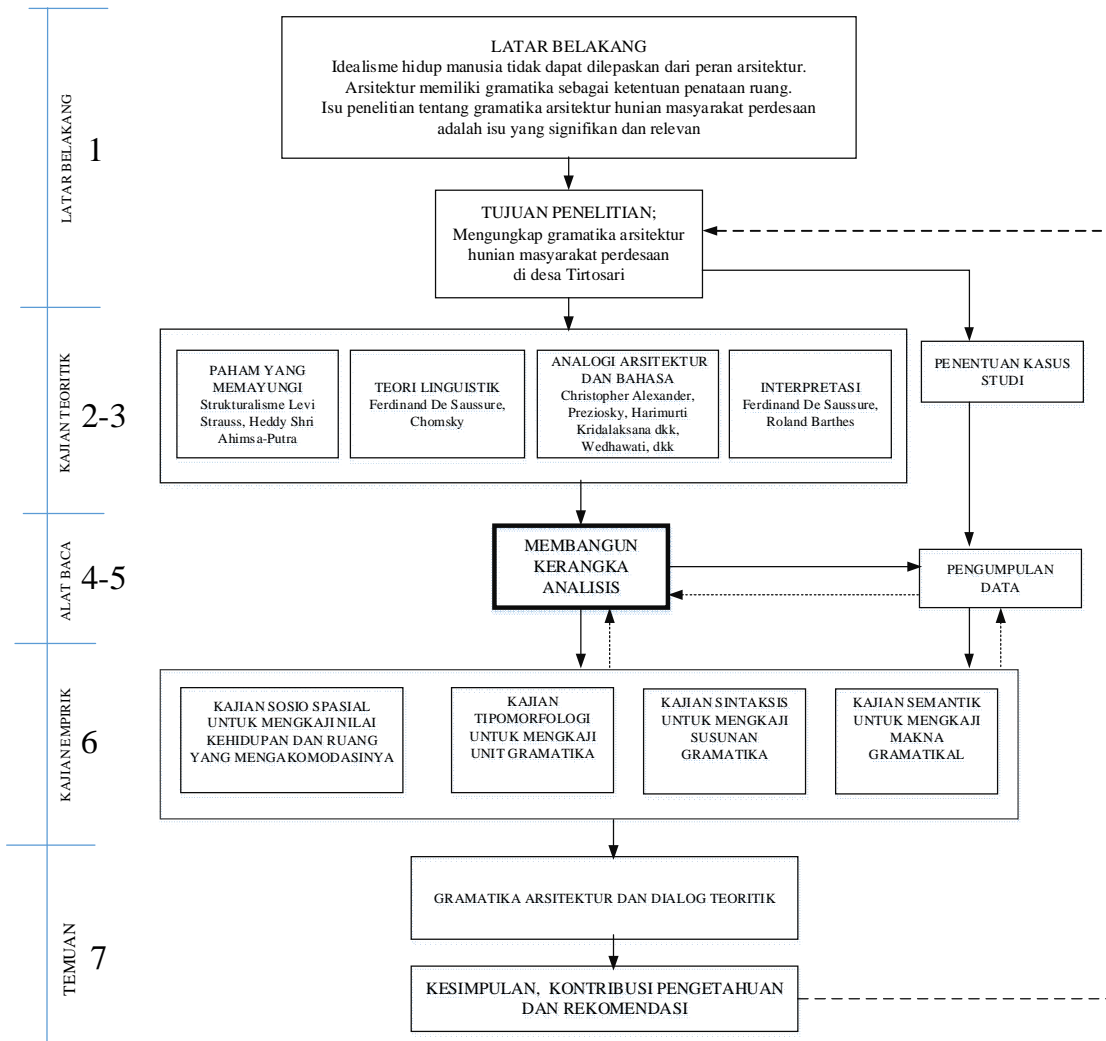 LATAR BELAKANG
1
LATAR BELAKANG
Idealisme hidup manusia tidak dapat dilepaskan dari peran arsitektur.
Arsitektur memiliki gramatika sebagai ketentuan penataan ruang.
Isu penelitian tentang gramatika arsitektur hunian masyarakat perdesaan
adalah isu yang signifikan dan relevan
TUJUAN PENELITIAN;
Mengungkap gramatika arsitektur
hunian masyarakat perdesaan
di desa Tirtosari
KAJIAN TEORITIK
2-3
PAHAM YANG
MEMAYUNGI
Strukturalisme Levi
Strauss, Heddy Shri
Ahimsa-Putra
TEORI LINGUISTIK
Ferdinand De Saussure,
Chomsky
ANALOGI ARSITEKTUR
DAN BAHASA
Christopher Alexander,
Preziosky, Harimurti
Kridalaksana dkk,
Wedhawati, dkk
INTERPRETASI
Ferdinand De Saussure,
Roland Barthes
PENENTUAN KASUS
STUDI
ALAT BACA
4-5
MEMBANGUN
KERANGKA
ANALISIS
PENGUMPULAN
DATA
KAJIAN EMPIRIK
6
KAJIAN SOSIO SPASIAL
UNTUK MENGKAJI NILAI
KEHIDUPAN DAN RUANG
YANG MENGAKOMODASINYA
KAJIAN
TIPOMORFOLOGI
UNTUK MENGKAJI
UNIT GRAMATIKA
KAJIAN SINTAKSIS
UNTUK MENGKAJI
SUSUNAN
GRAMATIKA
KAJIAN SEMANTIK
UNTUK MENGKAJI
MAKNA
GRAMATIKAL
TEMUAN
7
GRAMATIKA ARSITEKTUR DAN DIALOG TEORITIK
KESIMPULAN, KONTRIBUSI PENGETAHUAN
DAN REKOMENDASI